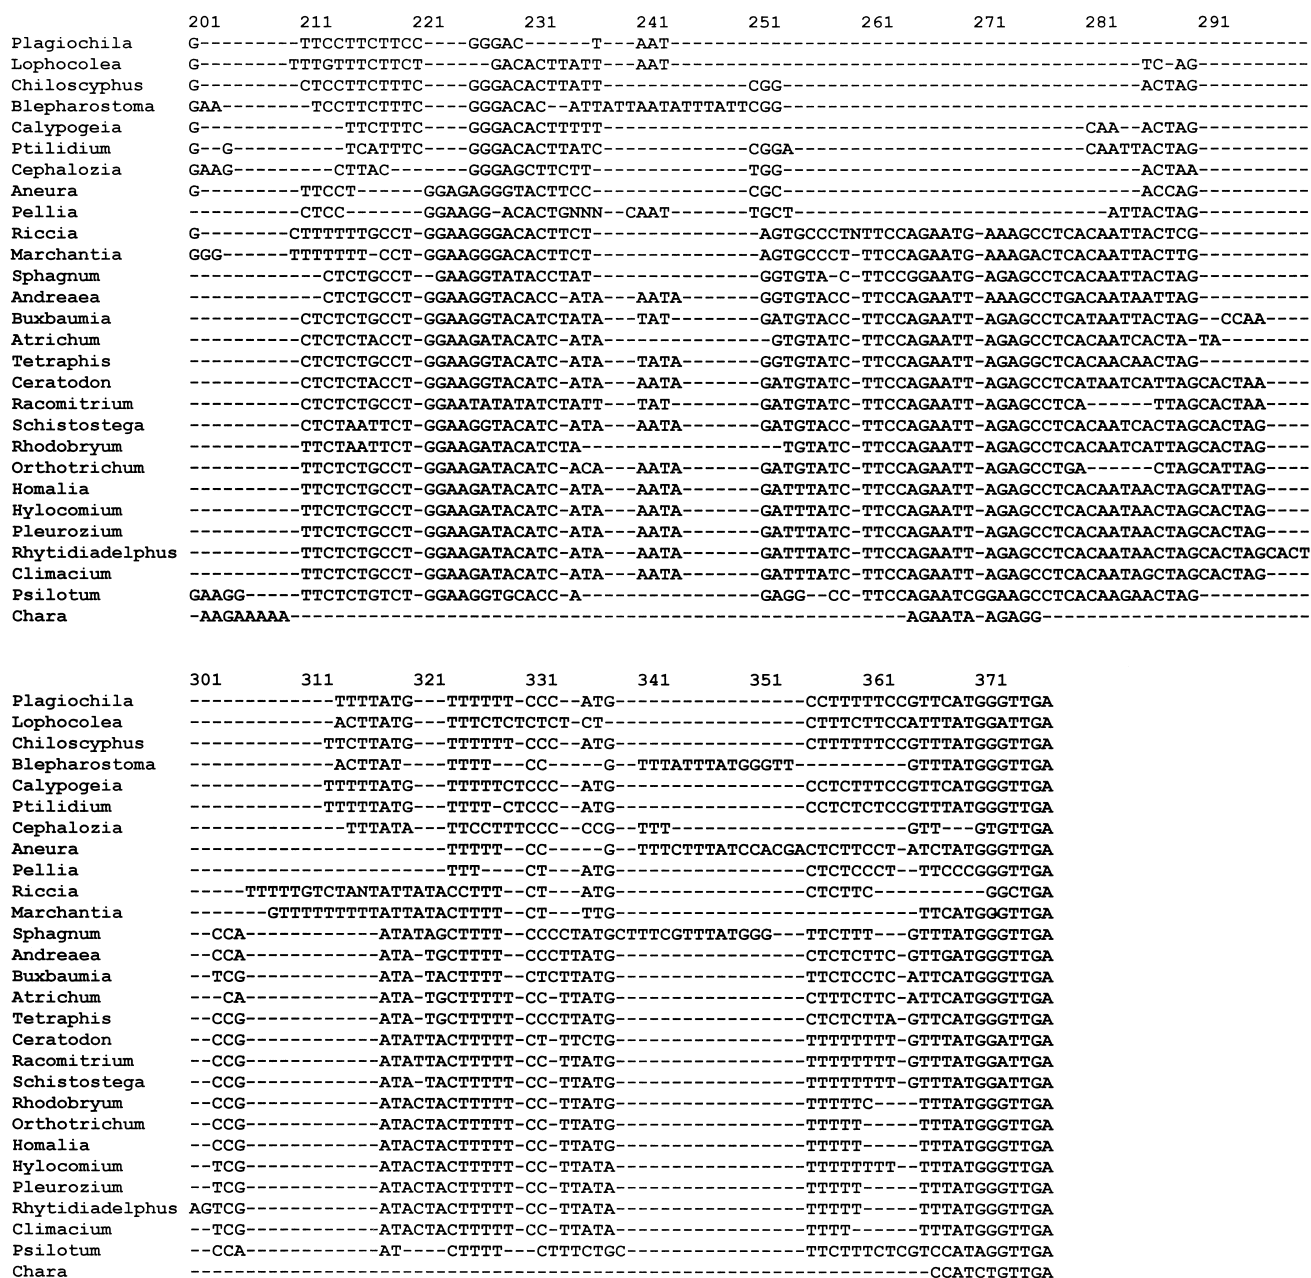 201 211 221 231 241 251 261 271 281 291
Plagiochila G---------TTCCTTCTTCC----GGGAC------T---AAT---------------------------------------------------------
Lophocolea G--------TTTGTTTCTTCT------GACACTTATT---AAT------------------------------------------TC-AG----------
Chiloscyphus G---------CTCCTTCTTTC----GGGACACTTATT-------------CGG--------------------------------ACTAG----------
Blepharostoma GAA--------TCCTTCTTTC----GGGACAC--ATTATTAATATTTATTCGG-----------------------------------------------
Calypogeia G-------------TTCTTTC----GGGACACTTTTT-------------------------------------------CAA--ACTAG----------
Ptilidium G--G----------TCATTTC----GGGACACTTATC-------------CGGA--------------------------CAATTACTAG----------
Cephalozia GAAG---------CTTAC-------GGGAGCTTCTT--------------TGG--------------------------------ACTAA----------
Aneura G---------TTCCT------GGAGAGGGTACTTCC--------------CGC--------------------------------ACCAG----------
Pellia ----------CTCC-------GGAAGG-ACACTGNNN--CAAT-------TGCT----------------------------ATTACTAG----------
Riccia G--------CTTTTTTGCCT-GGAAGGGACACTTCT---------------AGTGCCCTNTTCCAGAATG-AAAGCCTCACAATTACTCG----------
Marchantia GGG------TTTTTTT-CCT-GGAAGGGACACTTCT---------------AGTGCCCT-TTCCAGAATG-AAAGACTCACAATTACTTG----------
Sphagnum ------------CTCTGCCT--GAAGGTATACCTAT---------------GGTGTA-C-TTCCGGAATG-AGAGCCTCACAATTACTAG----------
Andreaea ------------CTCTGCCT-GGAAGGTACACC-ATA---AATA-------GGTGTACC-TTCCAGAATT-AAAGCCTGACAATAATTAG----------
Buxbaumia ----------CTCTCTGCCT-GGAAGGTACATCTATA---TAT--------GATGTACC-TTCCAGAATT-AGAGCCTCATAATTACTAG--CCAA----
Atrichum ----------CTCTCTACCT-GGAAGATACATC-ATA---------------GTGTATC-TTCCAGAATT-AGAGCCTCACAATCACTA-TA--------
Tetraphis ----------CTCTCTGCCT-GGAAGGTACATC-ATA---TATA-------GGTGTATC-TTCCAGAATT-AGAGGCTCACAACAACTAG----------
Ceratodon ----------CTCTCTACCT-GGAAGGTACATC-ATA---AATA-------GATGTATC-TTCCAGAATT-AGAGCCTCATAATCATTAGCACTAA----
Racomitrium ----------CTCTCTGCCT-GGAATATATATCTATT---TAT--------GATGTATC-TTCCAGAATT-AGAGCCTCA------TTAGCACTAA----
Schistostega ----------CTCTAATTCT-GGAAGGTACATC-ATA---AATA-------GATGTACC-TTCCAGAATT-AGAGCCTCACAATCACTAGCACTAG----
Rhodobryum ----------TTCTAATTCT-GGAAGATACATCTA------------------TGTATC-TTCCAGAATT-AGAGCCTCACAATCATTAGCACTAG----
Orthotrichum ----------TTCTCTGCCT-GGAAGATACATC-ACA---AATA-------GATGTATC-TTCCAGAATT-AGAGCCTGA------CTAGCATTAG----
Homalia ----------TTCTCTGCCT-GGAAGATACATC-ATA---AATA-------GATTTATC-TTCCAGAATT-AGAGCCTCACAATAACTAGCATTAG----
Hylocomium ----------TTCTCTGCCT-GGAAGATACATC-ATA---AATA-------GATTTATC-TTCCAGAATT-AGAGCCTCACAATAACTAGCACTAG----
Pleurozium ----------TTCTCTGCCT-GGAAGATACATC-ATA---AATA-------GATTTATC-TTCCAGAATT-AGAGCCTCACAATAACTAGCACTAG----
Rhytidiadelphus ----------TTCTCTGCCT-GGAAGATACATC-ATA---AATA-------GATTTATC-TTCCAGAATT-AGAGCCTCACAATAACTAGCACTAGCACT
Climacium ----------TTCTCTGCCT-GGAAGATACATC-ATA---AATA-------GATTTATC-TTCCAGAATT-AGAGCCTCACAATAGCTAGCACTAG----
Psilotum GAAGG-----TTCTCTGTCT-GGAAGGTGCACC-A----------------GAGG--CC-TTCCAGAATCGGAAGCCTCACAAGAACTAG----------
Chara -AAGAAAAA-------------------------------------------------------AGAATA-AGAGG------------------------
301 311 321 331 341 351 361 371
Plagiochila -------------TTTTATG---TTTTTT-CCC--ATG-----------------CCTTTTTCCGTTCATGGGTTGA
Lophocolea -------------ACTTATG---TTTCTCTCTCT-CT------------------CTTTCTTCCATTTATGGATTGA
Chiloscyphus ------------TTCTTATG---TTTTTT-CCC--ATG-----------------CTTTTTTCCGTTTATGGGTTGA
Blepharostoma -------------ACTTAT----TTTT---CC-----G--TTTATTTATGGGTT----------GTTTATGGGTTGA
Calypogeia ------------TTTTTATG---TTTTTCTCCC--ATG-----------------CCTCTTTCCGTTCATGGGTTGA
Ptilidium ------------TTTTTATG---TTTT-CTCCC--ATG-----------------CCTCTCTCCGTTTATGGGTTGA
Cephalozia --------------TTTATA---TTCCTTTCCC--CCG--TTT---------------------GTT---GTGTTGA
Aneura -----------------------TTTTT--CC-----G--TTTCTTTATCCACGACTCTTCCT-ATCTATGGGTTGA
Pellia -----------------------TTT----CT---ATG-----------------CTCTCCCT--TTCCCGGGTTGA
Riccia -----TTTTTGTCTANTATTATACCTTT--CT---ATG-----------------CTCTTC----------GGCTGA
Marchantia -------GTTTTTTTTTATTATACTTTT--CT---TTG---------------------------TTCATGGGTTGA
Sphagnum --CCA------------ATATAGCTTTT--CCCCTATGCTTTCGTTTATGGG---TTCTTT---GTTTATGGGTTGA
Andreaea --CCA------------ATA-TGCTTTT--CCCTTATG-----------------CTCTCTTC-GTTGATGGGTTGA
Buxbaumia --TCG------------ATA-TACTTTT--CTCTTATG-----------------TTCTCCTC-ATTCATGGGTTGA
Atrichum ---CA------------ATA-TGCTTTTT-CC-TTATG-----------------CTTTCTTC-ATTCATGGGTTGA
Tetraphis --CCG------------ATA-TGCTTTTT-CCCTTATG-----------------CTCTCTTA-GTTCATGGGTTGA
Ceratodon --CCG------------ATATTACTTTTT-CT-TTCTG-----------------TTTTTTTT-GTTTATGGATTGA
Racomitrium --CCG------------ATATTACTTTTT-CC-TTATG-----------------TTTTTTTT-GTTTATGGATTGA
Schistostega --CCG------------ATA-TACTTTTT-CC-TTATG-----------------TTTTTTTT-GTTTATGGATTGA
Rhodobryum --CCG------------ATACTACTTTTT-CC-TTATG-----------------TTTTTC----TTTATGGGTTGA
Orthotrichum --CCG------------ATACTACTTTTT-CC-TTATG-----------------TTTTT-----TTTATGGGTTGA
Homalia --CCG------------ATACTACTTTTT-CC-TTATG-----------------TTTTT-----TTTATGGGTTGA
Hylocomium --TCG------------ATACTACTTTTT-CC-TTATA-----------------TTTTTTTT--TTTATGGGTTGA
Pleurozium --TCG------------ATACTACTTTTT-CC-TTATA-----------------TTTTT-----TTTATGGGTTGA
Rhytidiadelphus AGTCG------------ATACTACTTTTT-CC-TTATA-----------------TTTTT-----TTTATGGGTTGA
Climacium --TCG------------ATACTACTTTTT-CC-TTATA-----------------TTTT------TTTATGGGTTGA
Psilotum --CCA------------AT----CTTTT---CTTTCTGC----------------TTCTTTCTCGTCCATAGGTTGA
Chara ------------------------------------------------------------------CCATCTGTTGA